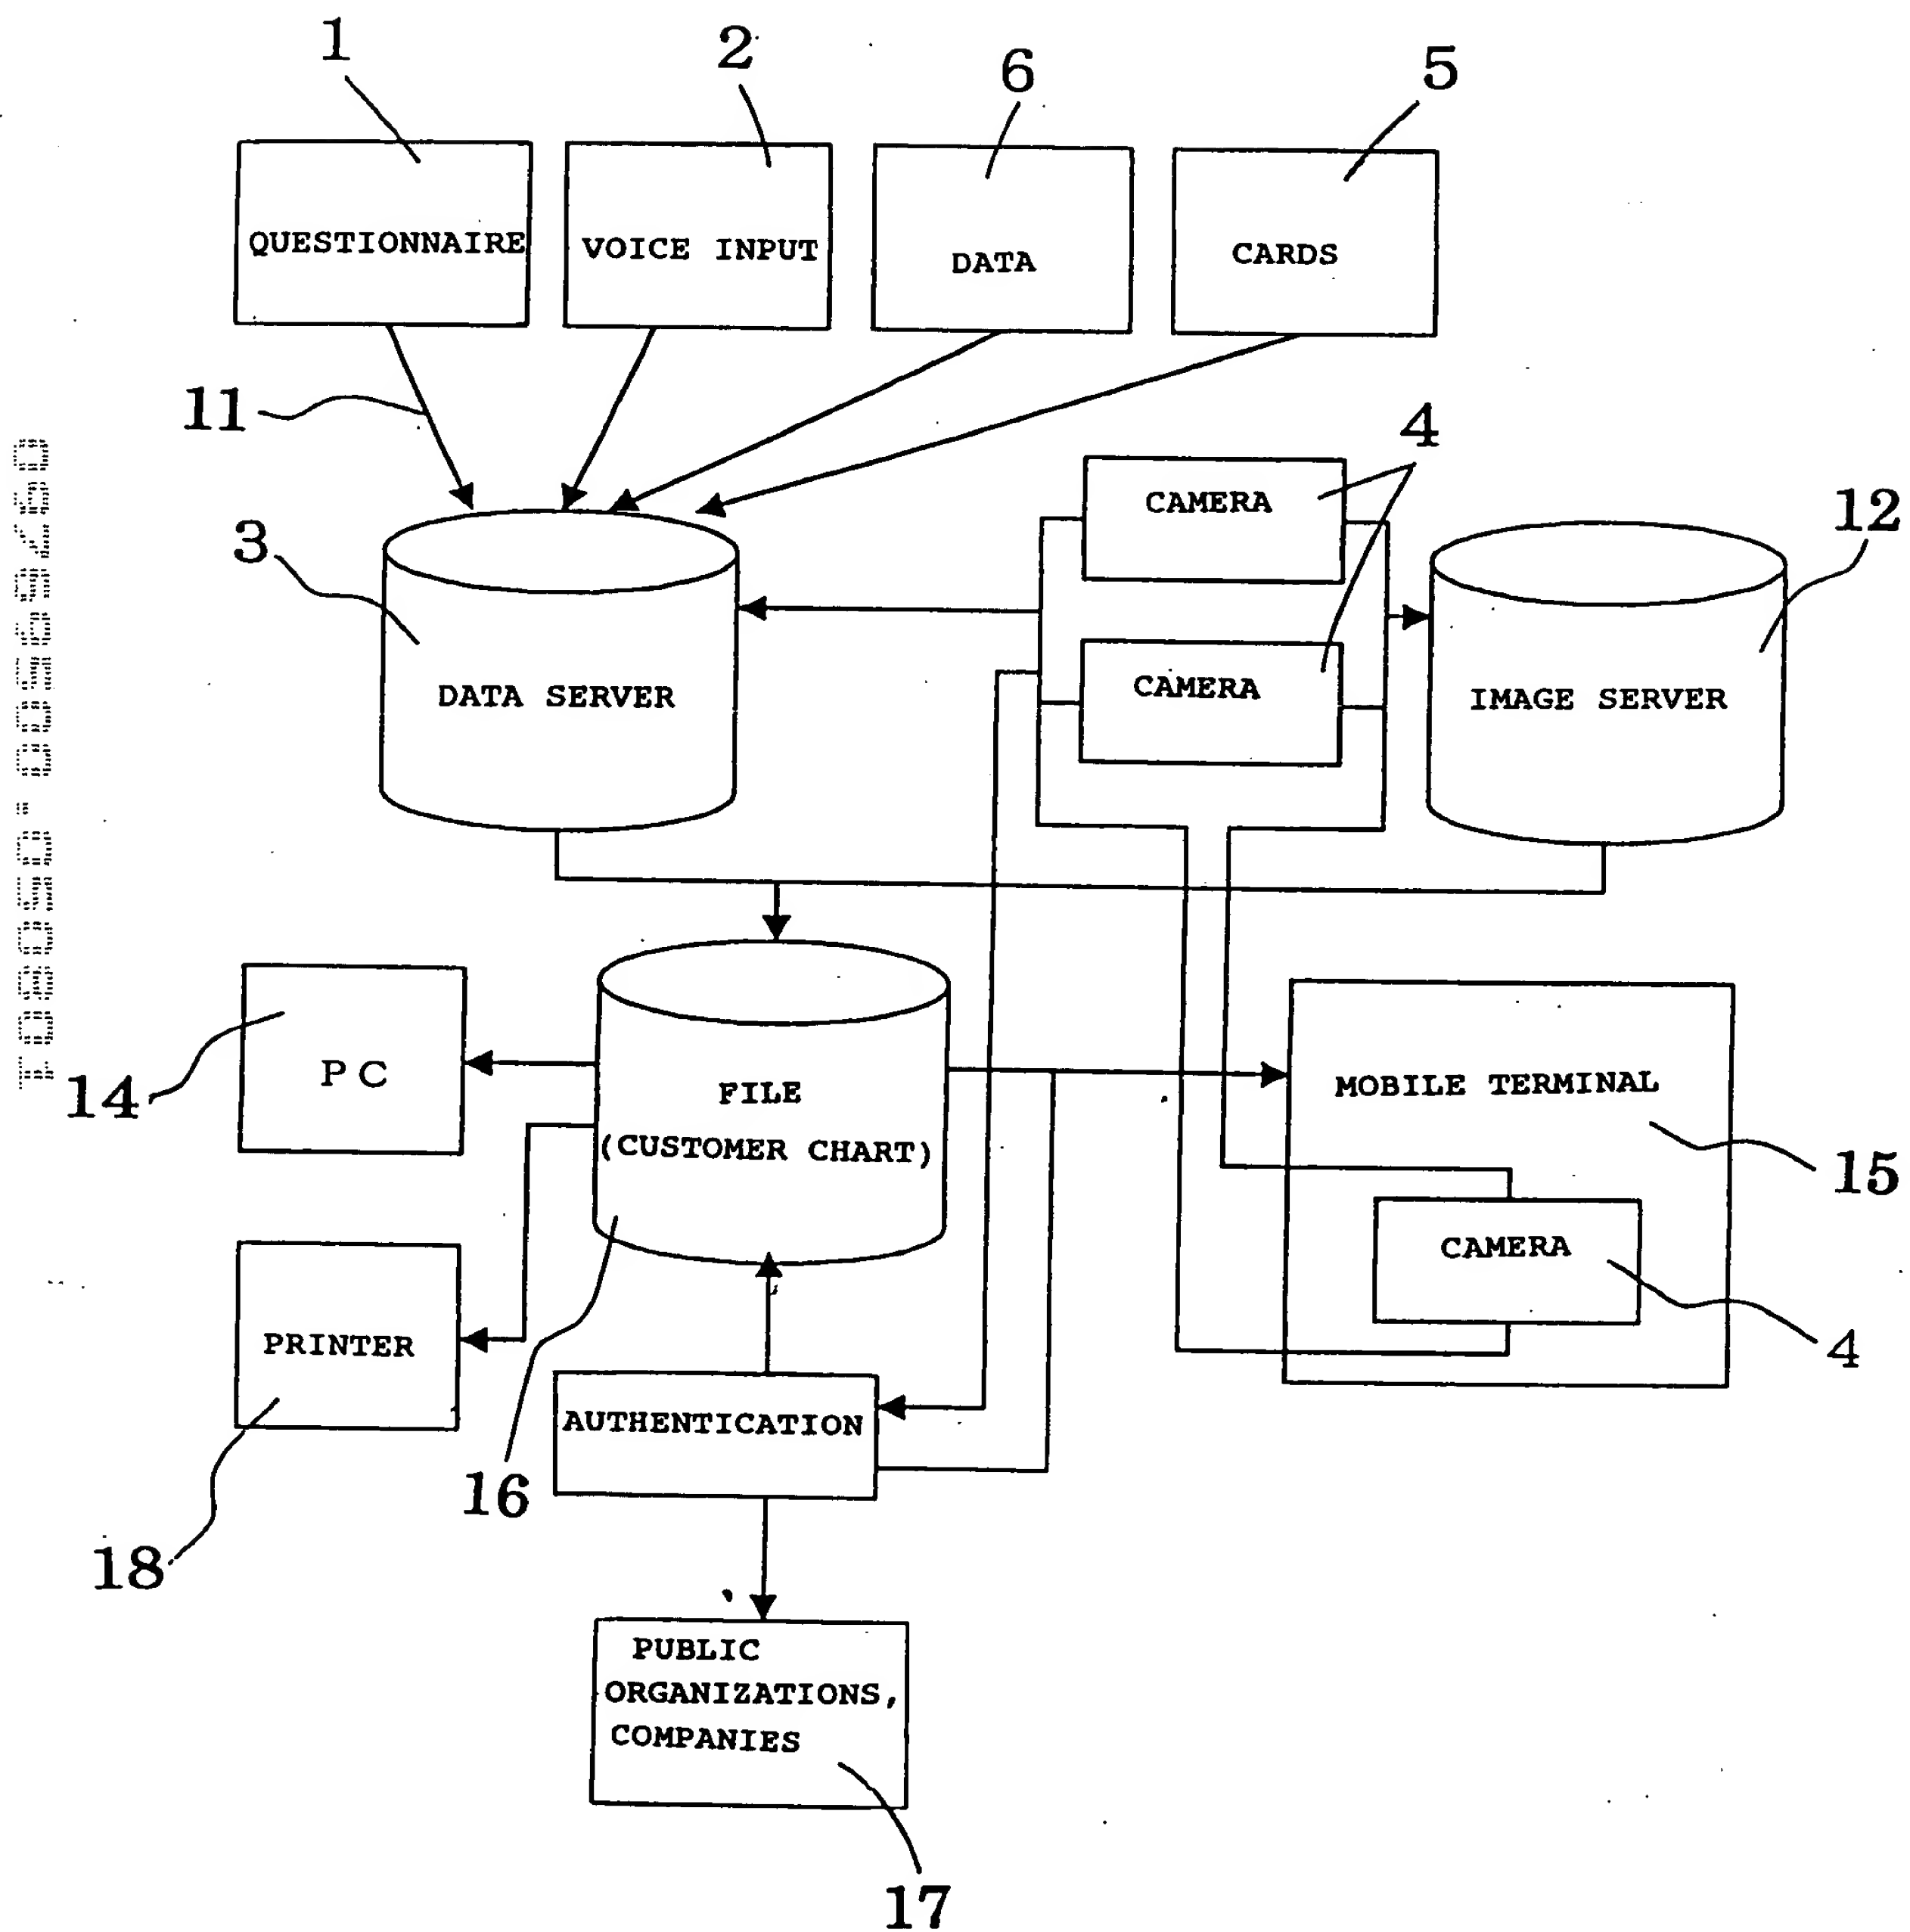 1
2
6
5
QUESTIONNAIRE
VOICE INPUT
DATA
CARDS
11
4
CAMERA
12
3
CAMERA
DATA SERVER
IMAGE SERVER
14
PC
FILE
(CUSTOMER CHART)
MOBILE TERMINAL
15
CAMERA
PRINTER
4
AUTHENTICATION
16
18
PUBLIC
ORGANIZATIONS,
COMPANIES
17